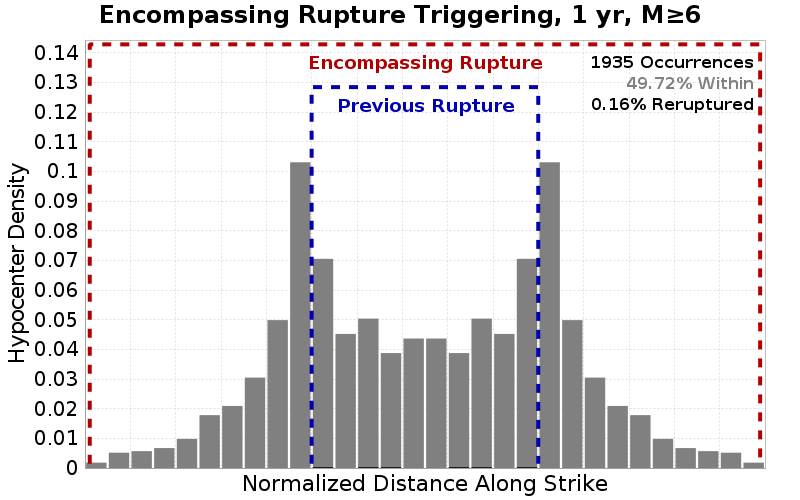 Encompassing Rupture Triggering, 1 yr, M≥6
Encompassing Rupture
1935 Occurrences
49.72% Within
0.16% Reruptured
Previous Rupture
Hypocenter Density
0.14
0.13
0.12
0.11
0.1
0.09
0.08
0.07
0.06
0.05
0.04
0.03
0.02
0.01
0
Normalized Distance Along Strike